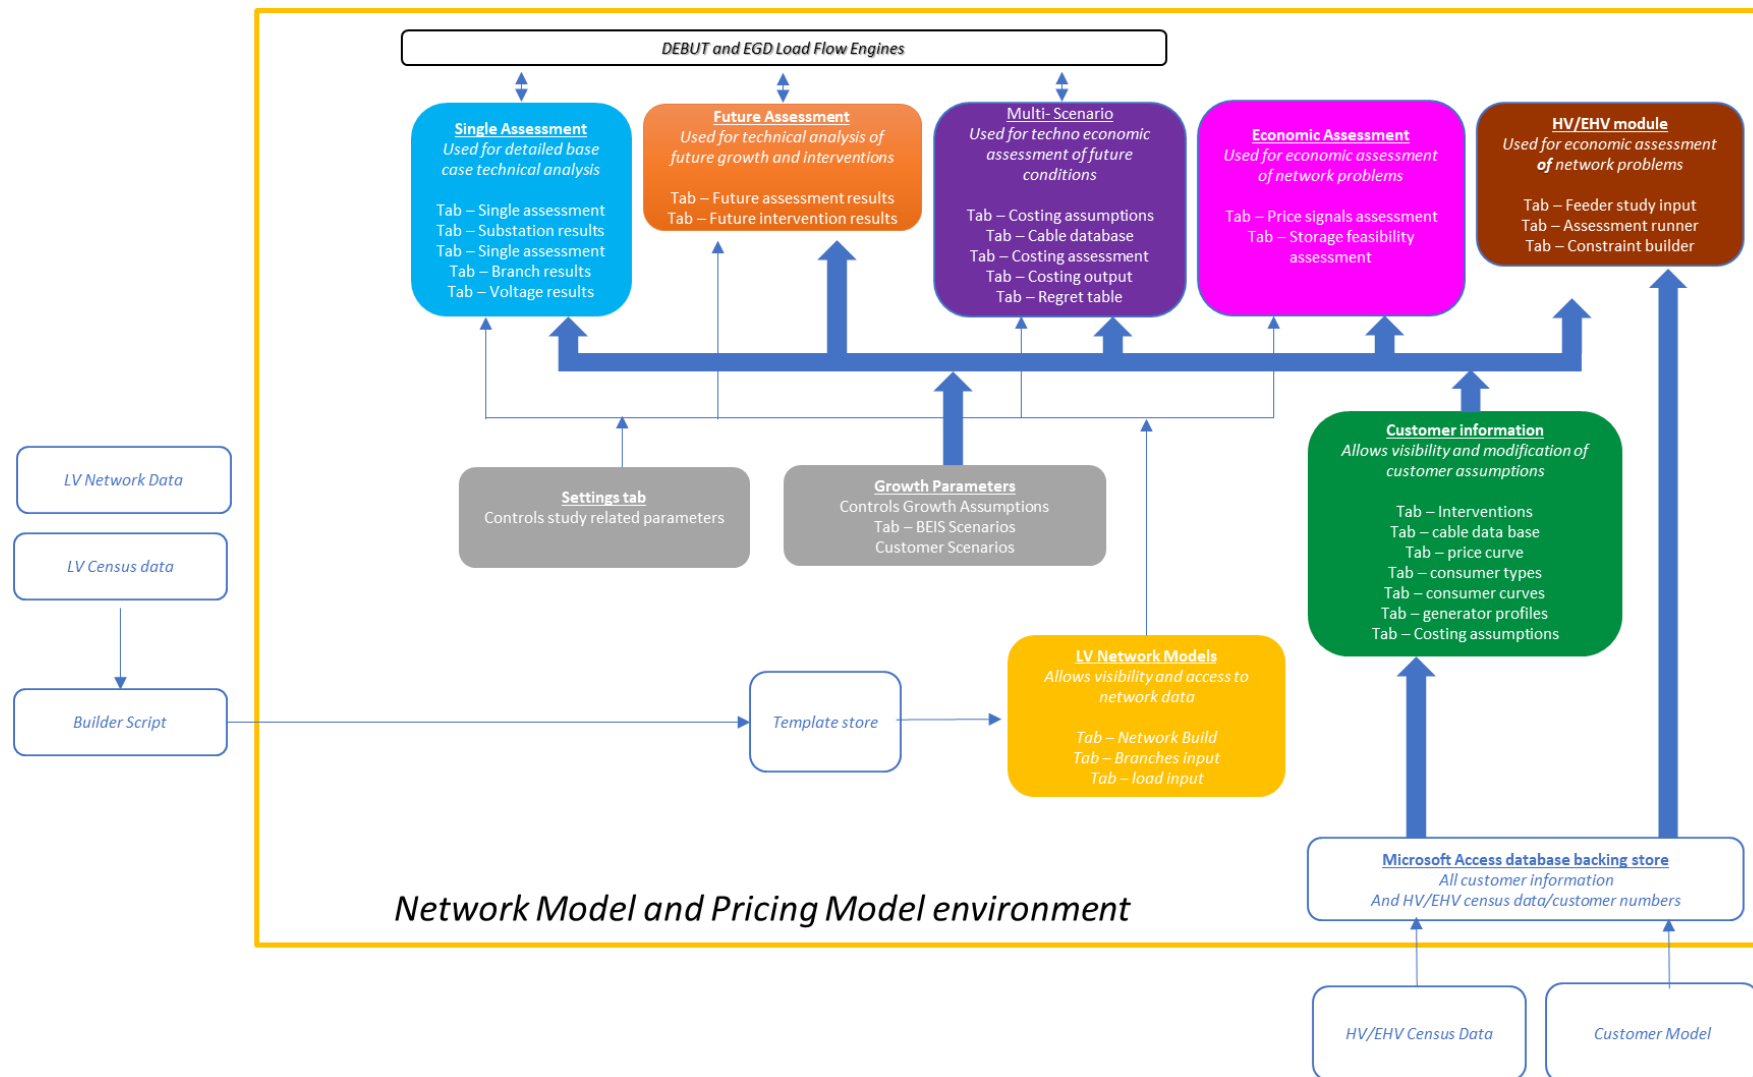 DEBUT and EGD Load Flow Engines
Single Assessment
Used for detailed base
case technical analysis
Tab – Single assessment
Tab – Substation results
Tab – Single assessment
Tab – Branch results
Tab – Voltage results
Future Assessment
Used for technical analysis of
future growth and interventions
Tab – Future assessment results
Tab – Future intervention results
Multi- Scenario
Used for techno economic
assessment of future
conditions
Tab – Costing assumptions
Tab – Cable database
Tab – Costing assessment
Tab – Costing output
Tab – Regret table
Economic Assessment
Used for economic assessment
of network problems
Tab – Price signals assessment
Tab – Storage feasibility
assessment
HV/EHV module
Used for economic assessment
of network problems
Tab – Feeder study input
Tab – Assessment runner
Tab – Constraint builder
LV Network Data
LV Census data
Builder Script
Settings tab
Controls study related parameters
Growth Parameters
Controls Growth Assumptions
Tab – BEIS Scenarios
Customer Scenarios
Customer information
Allows visibility and modification of
customer assumptions
Tab – Interventions
Tab – cable data base
Tab – price curve
Tab – consumer types
Tab – consumer curves
Tab – generator profiles
Tab – Costing assumptions
Template store
LV Network Models
Allows visibility and access to
network data
Tab – Network Build
Tab – Branches input
Tab – load input
Microsoft Access database backing store
All customer information
And HV/EHV census data/customer numbers
Network Model and Pricing Model environment
HV/EHV Census Data
Customer Model